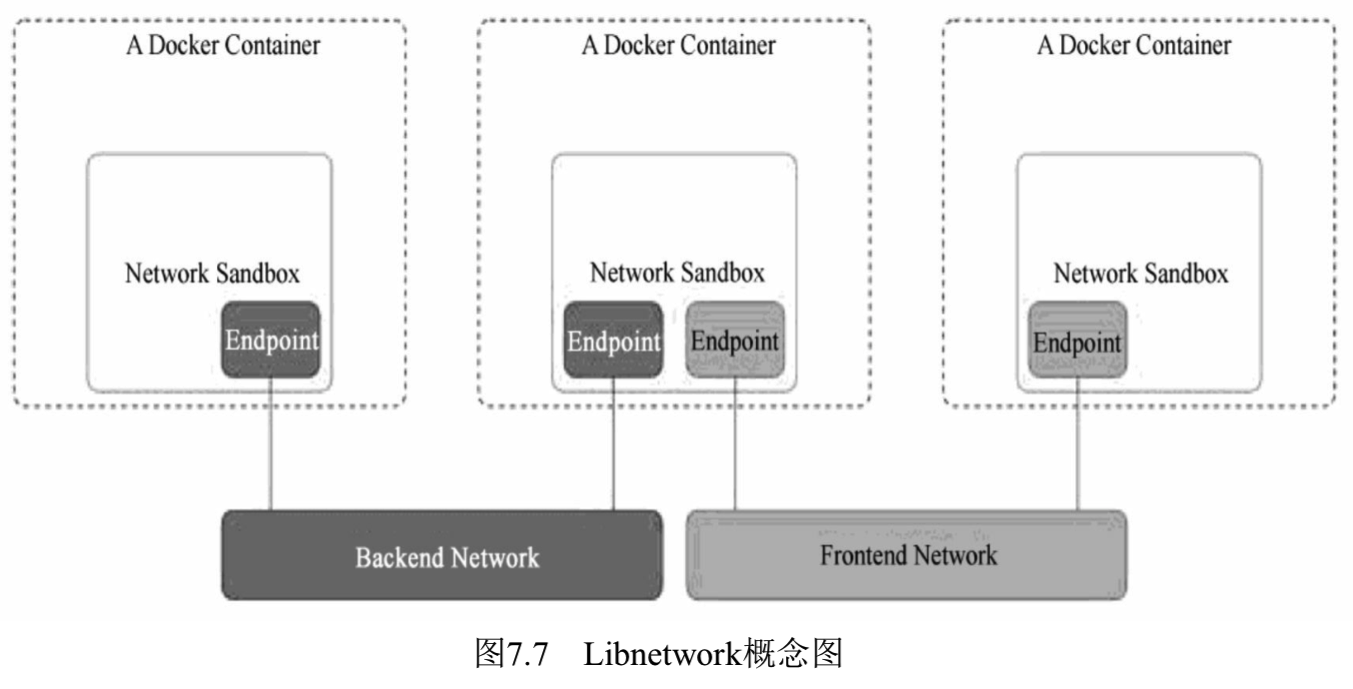 A Docker Container
A Docker Container
A Docker Container
Network Sandbox
Network Sandbox
Network Sandbox
Endpoint
Endpoint
Endpoint
Endpoint
Backend Network
Frontend Network
图7.7 Libnetwork概念图